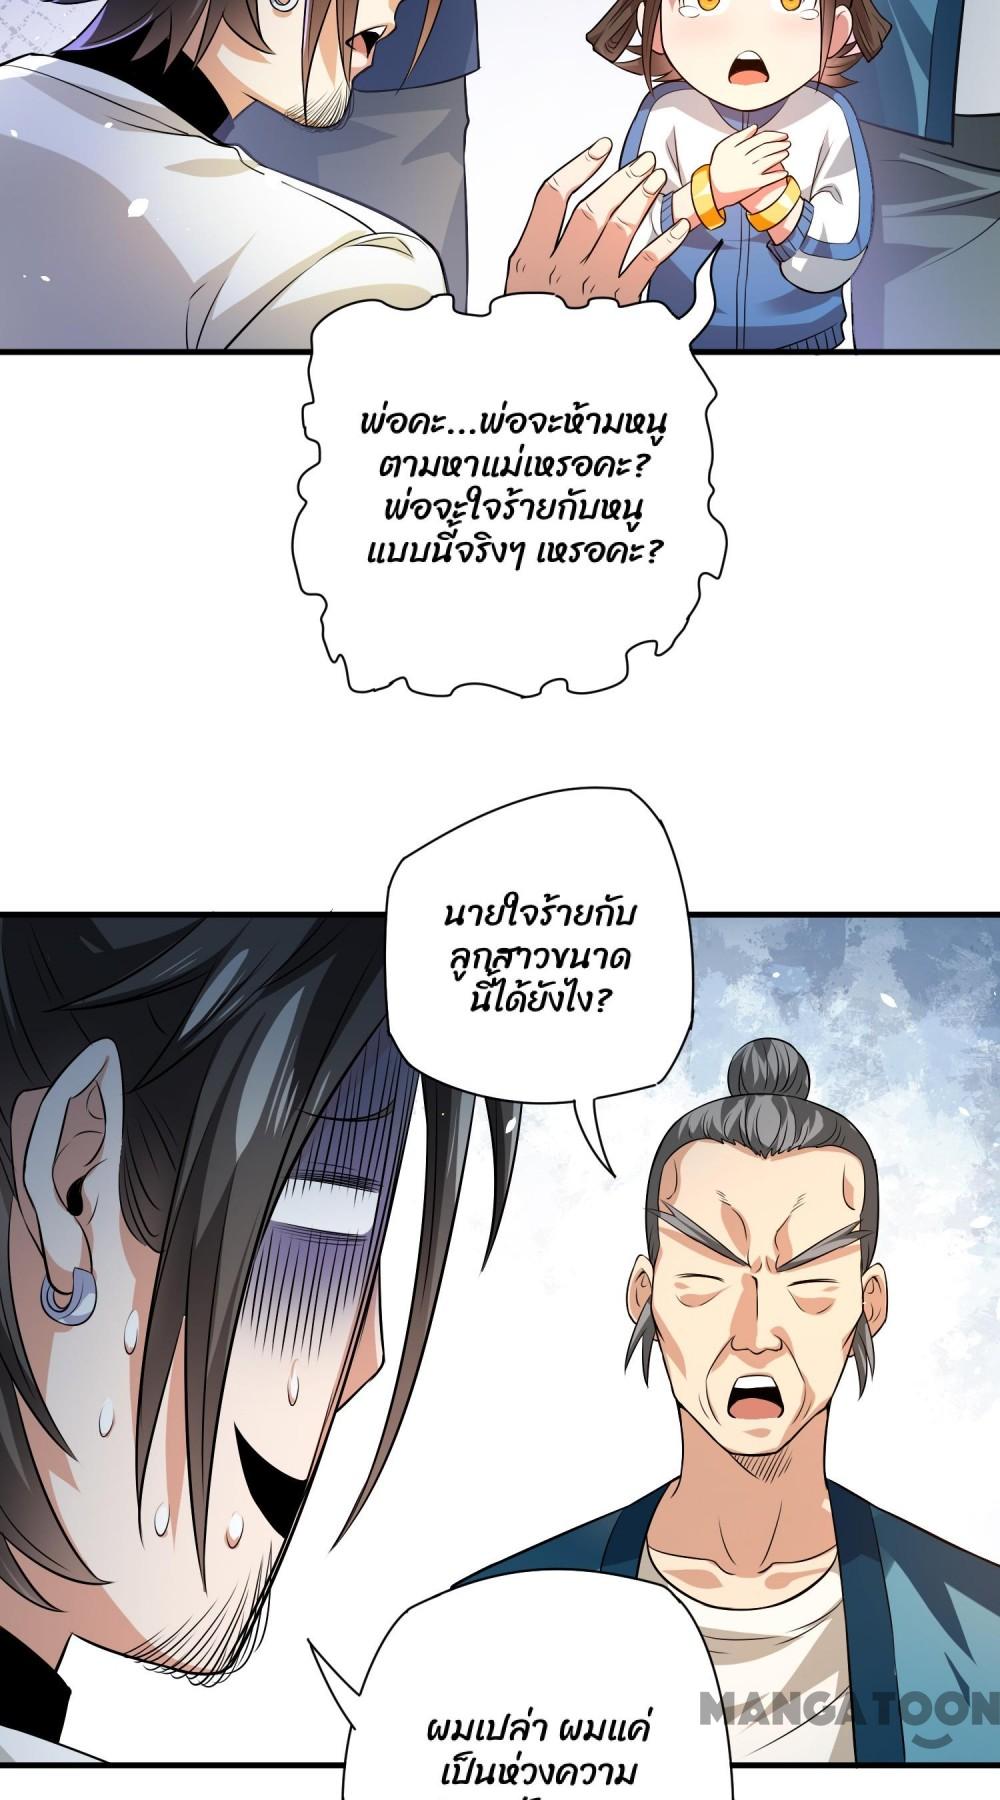 พ่อคะ...พ่อจะห้ามหนู
ตามหาแม่เหรอคะ?
พ่อจะใจร้ายกับหนู
แบบนี้จริงๆ เหรอคะ?
นายใจร้ายกับ
ลูกสาวขนาด
นี้ได้ยังไง?
MANGATOON
ผมเปล่า ผมแค่
เป็นห่วงความ